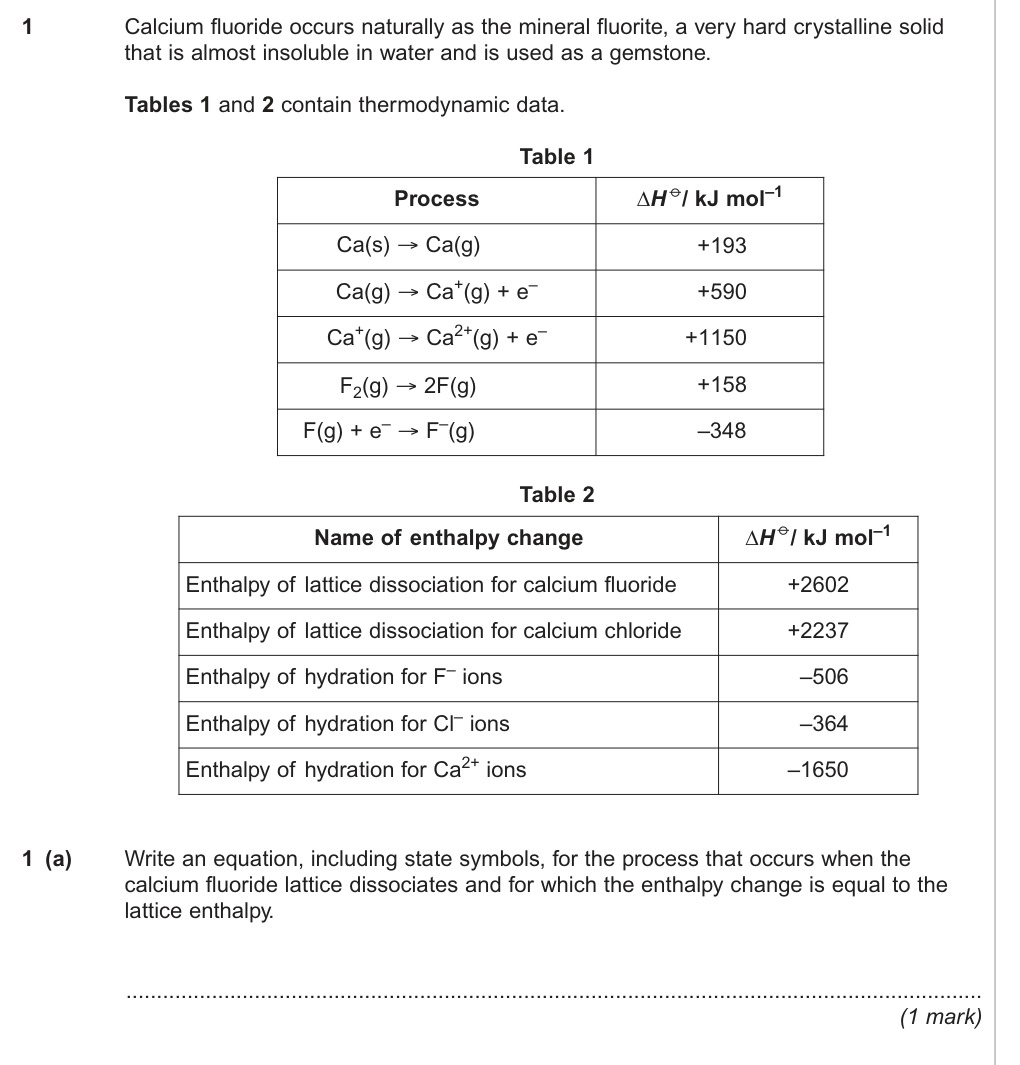 1 Calcium fluoride occurs naturally as the mineral fluorite, a very hard crystalline solid
that is almost insoluble in water and is used as a gemstone.
Tables 1 and 2 contain thermodynamic data.
Table 1
Process ΔH⦵/ kJ mol⁻¹
Ca(s) → Ca(g) +193
Ca(g) → Ca⁺(g) + e⁻ +590
Ca⁺(g) → Ca²⁺(g) + e⁻ +1150
F₂(g) → 2F(g) +158
F(g) + e⁻ → F⁻(g) –348
Table 2
Name of enthalpy change ΔH⦵/ kJ mol⁻¹
Enthalpy of lattice dissociation for calcium fluoride +2602
Enthalpy of lattice dissociation for calcium chloride +2237
Enthalpy of hydration for F⁻ ions –506
Enthalpy of hydration for Cl⁻ ions –364
Enthalpy of hydration for Ca²⁺ ions –1650
1 (a) Write an equation, including state symbols, for the process that occurs when the
calcium fluoride lattice dissociates and for which the enthalpy change is equal to the
lattice enthalpy.
(1 mark)